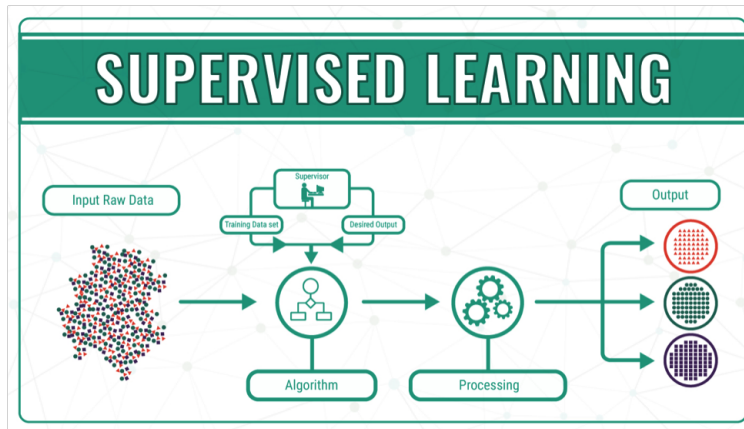 SUPERVISED LEARNING
Supervisor
Input Raw Data
Output
Training Data set
Desired Output
Algorithm
Processing